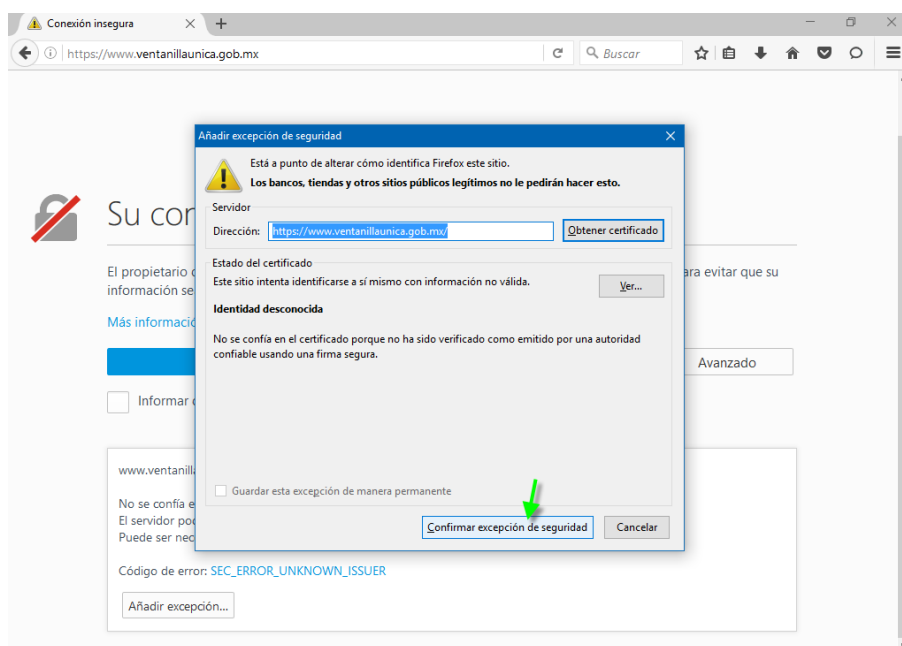 Conexión insegura
https://www.ventanillaunica.gob.mx
Buscar
Añadir excepción de seguridad
Está a punto de alterar cómo identifica Firefox este sitio.
Los bancos, tiendas y otros sitios públicos legítimos no le pedirán hacer esto.
Servidor
Dirección: https://www.ventanillaunica.gob.mx/ Obtener certificado
Estado del certificado
Este sitio intenta identificarse a sí mismo con información no válida. Ver...
Identidad desconocida
No se confía en el certificado porque no ha sido verificado como emitido por una autoridad
confiable usando una firma segura.
Guardar esta excepción de manera permanente
Confirmar excepción de seguridad Cancelar
Su
El propietario ara evitar que su
información se
Más
Avanzado
Informar
No se confía
El servidor
Puede ser
Código de error: SEC_ERROR_UNKNOWN_ISSUER
Añadir excepción...